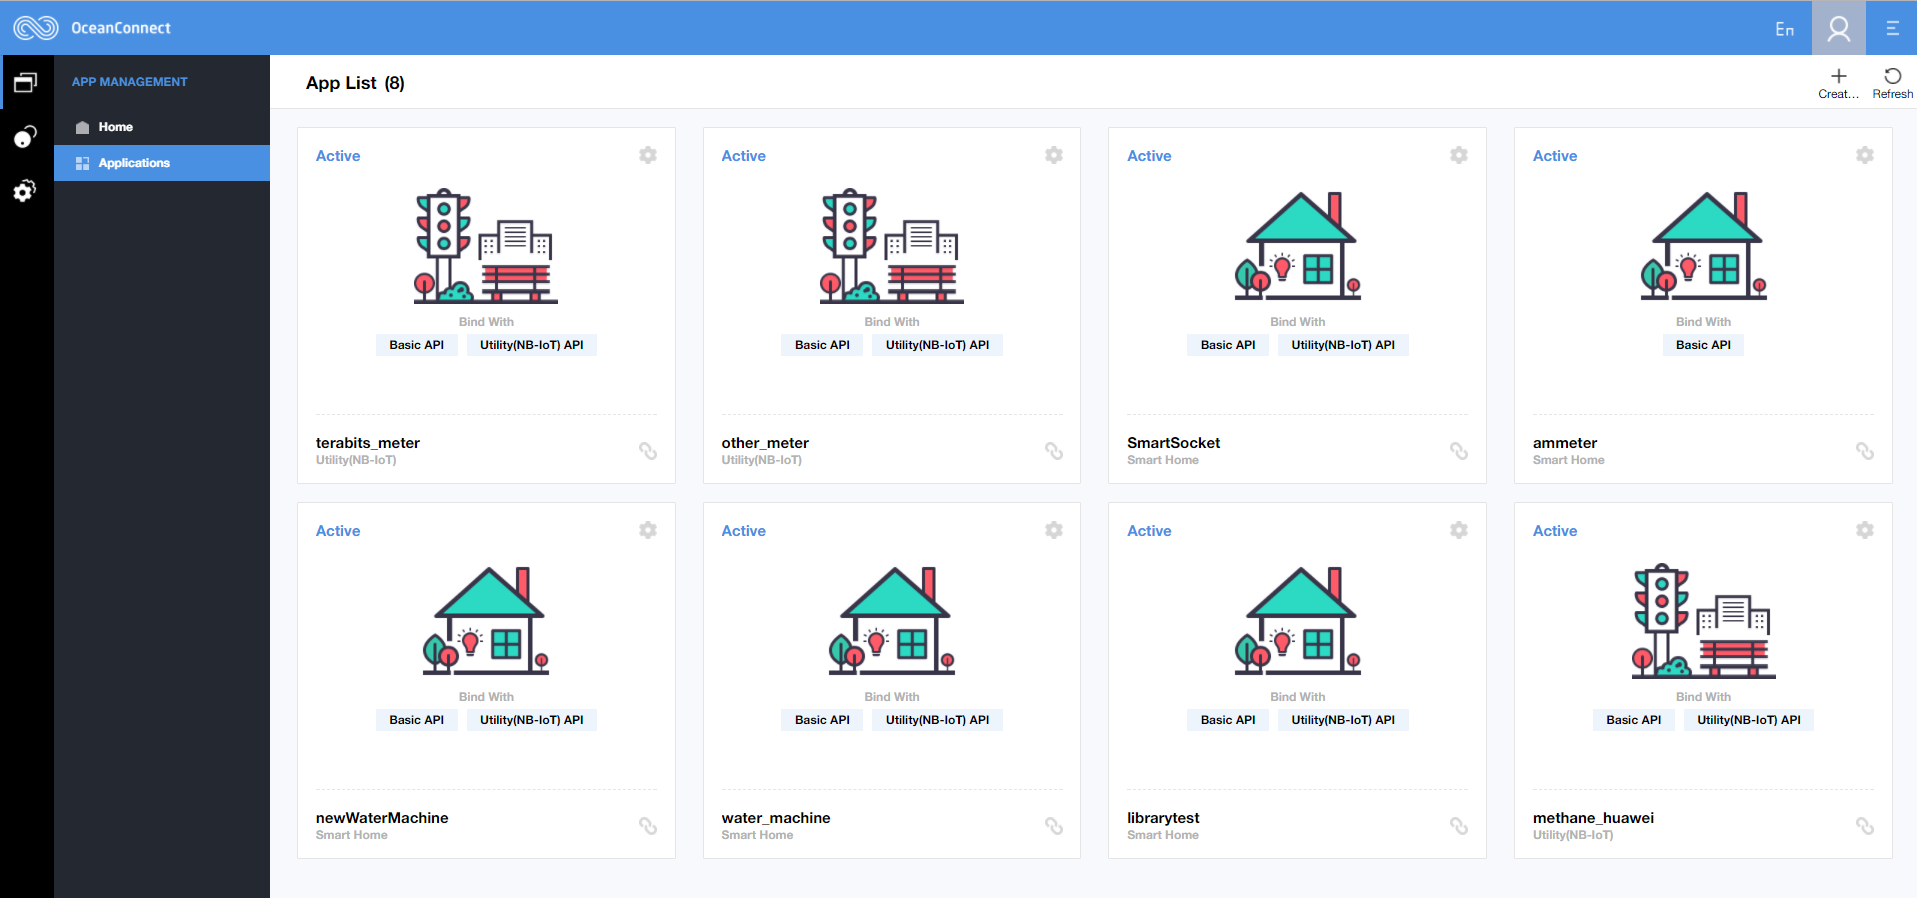 OceanConnect
En
APP MANAGEMENT
Home
Applications
App List (8)
Creat...
Refresh
Active
Bind With
Basic API
Utility(NB-IoT) API
terabits_meter
Utility(NB-IoT)
Active
Bind With
Basic API
Utility(NB-IoT) API
other_meter
Utility(NB-IoT)
Active
Bind With
Basic API
Utility(NB-IoT) API
SmartSocket
Smart Home
Active
Bind With
Basic API
ammeter
Smart Home
Active
Bind With
Basic API
Utility(NB-IoT) API
newWaterMachine
Smart Home
Active
Bind With
Basic API
Utility(NB-IoT) API
water_machine
Smart Home
Active
Bind With
Basic API
Utility(NB-IoT) API
librarytest
Smart Home
Active
Bind With
Basic API
Utility(NB-IoT) API
methane_huawei
Utility(NB-IoT)